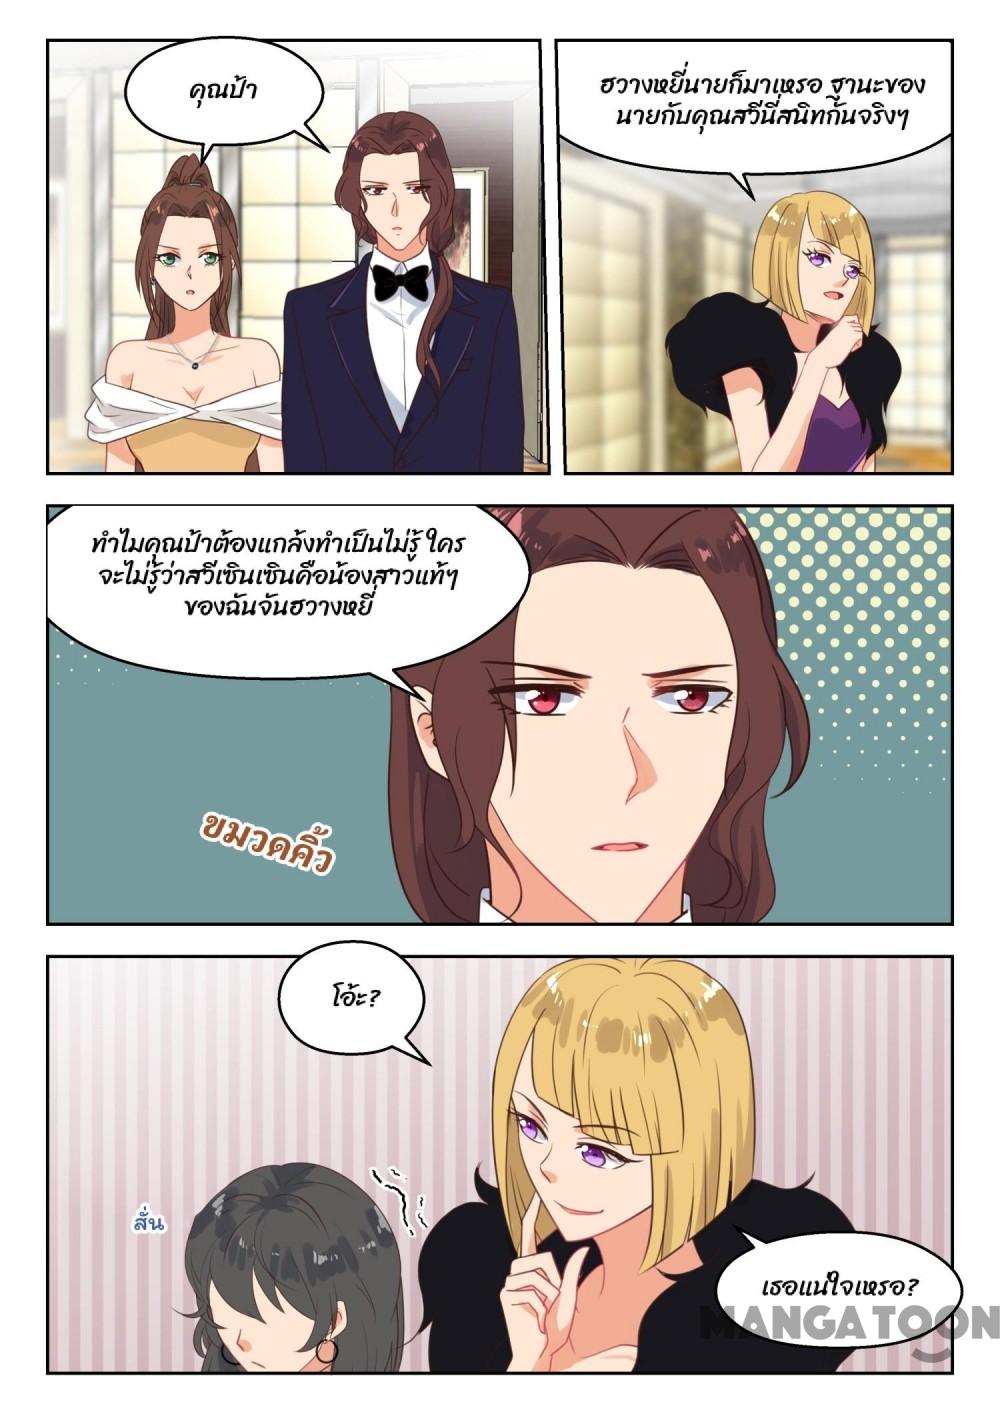 คุณป้า
ฮวางหยี่นายก็มาเหรอ ฐานะของ
นายกับคุณสวีนี่สนิทกันจริงๆ
ทำไมคุณป้าต้องแกล้งทำเป็นไม่รู้ ใคร
จะไม่รู้ว่าสวีเซินเซินคือน้องสาวแท้ๆ
ของฉันจันฮวางหยี่
ขมวดคิ้ว
โอ้ะ?
สั่น
เธอแน่ใจเหรอ?
MANGATOON